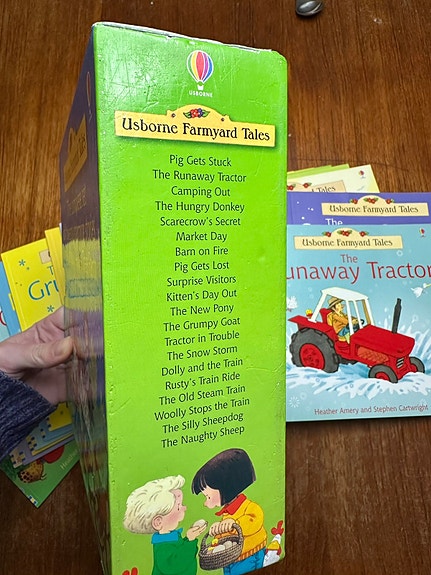 USBORNE
Usborne Farmyard Tales
Pig Gets Stuck
The Runaway Tractor
Camping Out
The Hungry Donkey
Scarecrow's Secret
Market Day
Barn on Fire
Pig Gets Lost
Surprise Visitors
Kitten's Day Out
The New Pony
The Grumpy Goat
Tractor in Trouble
The Snow Storm
Dolly and the Train
Rusty's Train Ride
The Old Steam Train
Woolly Stops the Train
The Silly Sheepdog
The Naughty Sheep
Tales
Usborne Farmyard Tales
The
Usborne Farmyard Tales
The
unaway Tractor
Heather Amery and Stephen Cartwright
Gru